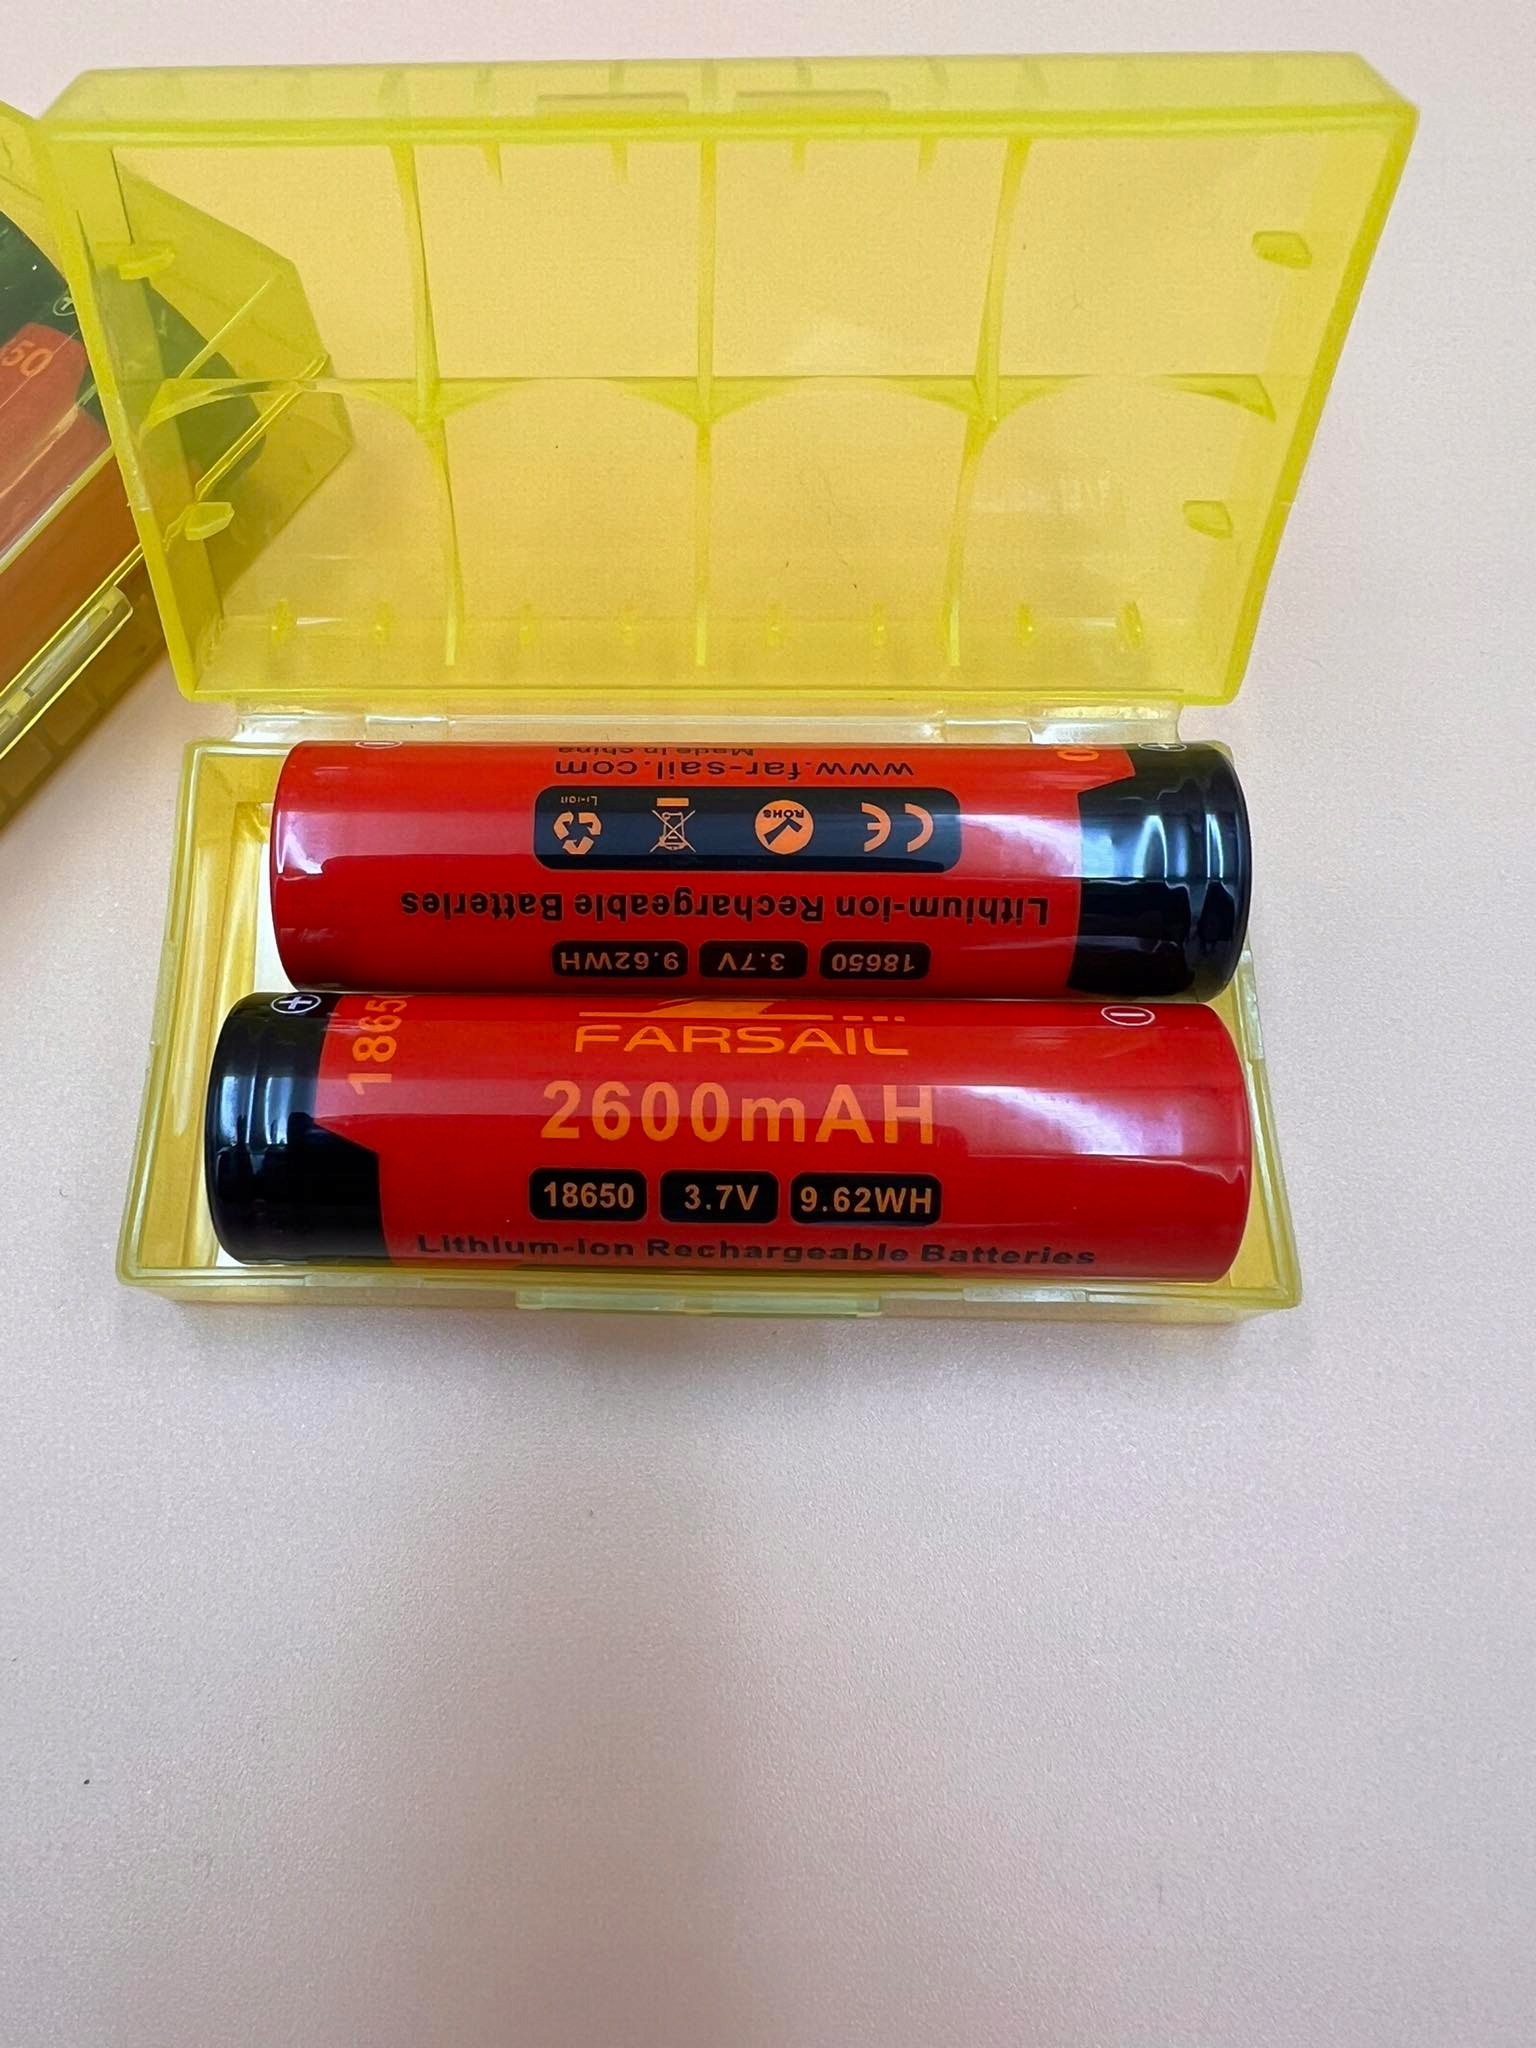 50
Made in china
www.far-sail.com
Li-ion
ROHS
CE
Lithium-ion Rechargeable Batteries
18650 3.7V 9.62WH
1865
FARSAIL
2600mAH
18650 3.7V 9.62WH
Lithium-ion Rechargeable Batteries